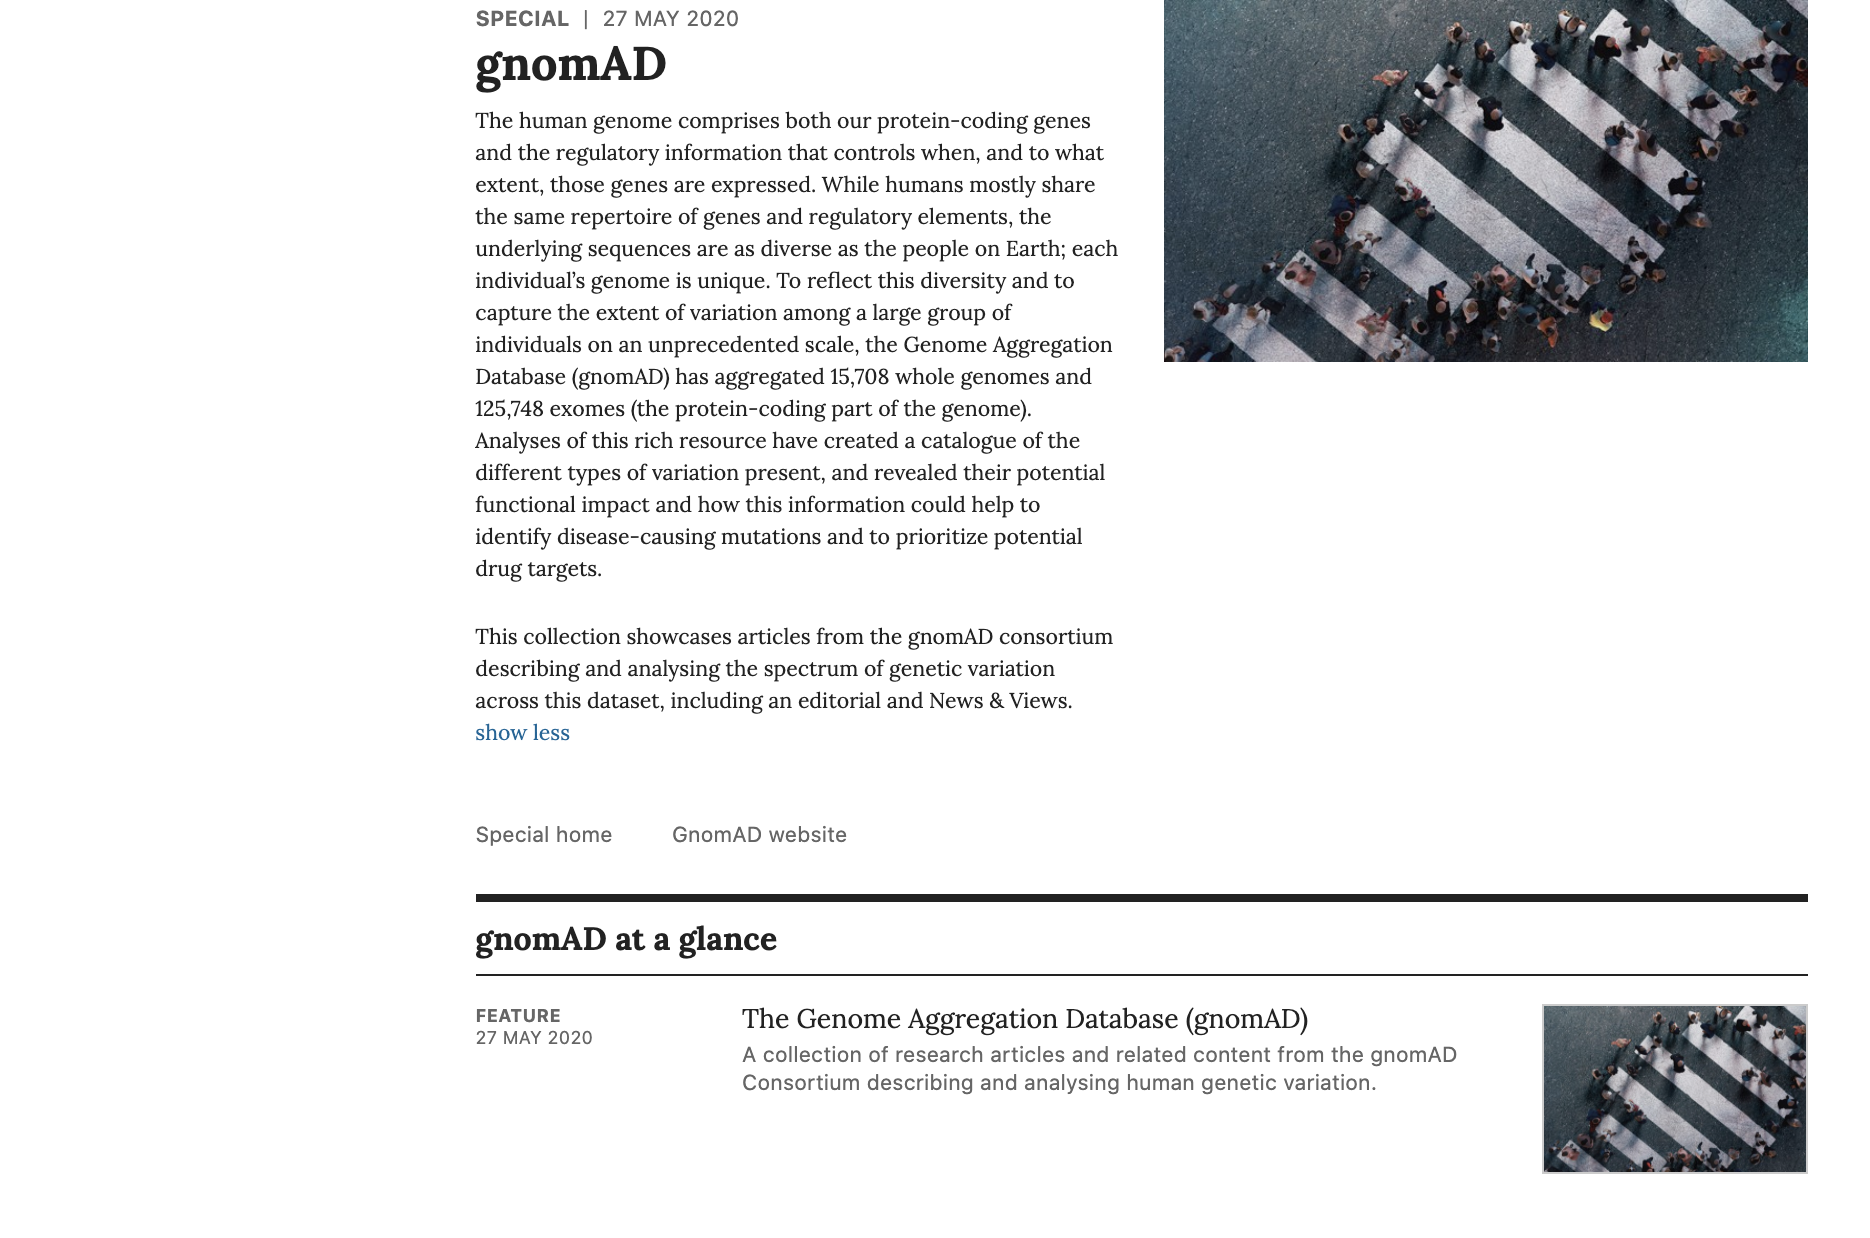 SPECIAL | 27 MAY 2020
gnomAD
The human genome comprises both our protein-coding genes
and the regulatory information that controls when, and to what
extent, those genes are expressed. While humans mostly share
the same repertoire of genes and regulatory elements, the
underlying sequences are as diverse as the people on Earth; each
individual’s genome is unique. To reflect this diversity and to
capture the extent of variation among a large group of
individuals on an unprecedented scale, the Genome Aggregation
Database (gnomAD) has aggregated 15,708 whole genomes and
125,748 exomes (the protein-coding part of the genome).
Analyses of this rich resource have created a catalogue of the
different types of variation present, and revealed their potential
functional impact and how this information could help to
identify disease-causing mutations and to prioritize potential
drug targets.
This collection showcases articles from the gnomAD consortium
describing and analysing the spectrum of genetic variation
across this dataset, including an editorial and News & Views.
show less
Special home GnomAD website
gnomAD at a glance
FEATURE
27 MAY 2020
The Genome Aggregation Database (gnomAD)
A collection of research articles and related content from the gnomAD
Consortium describing and analysing human genetic variation.